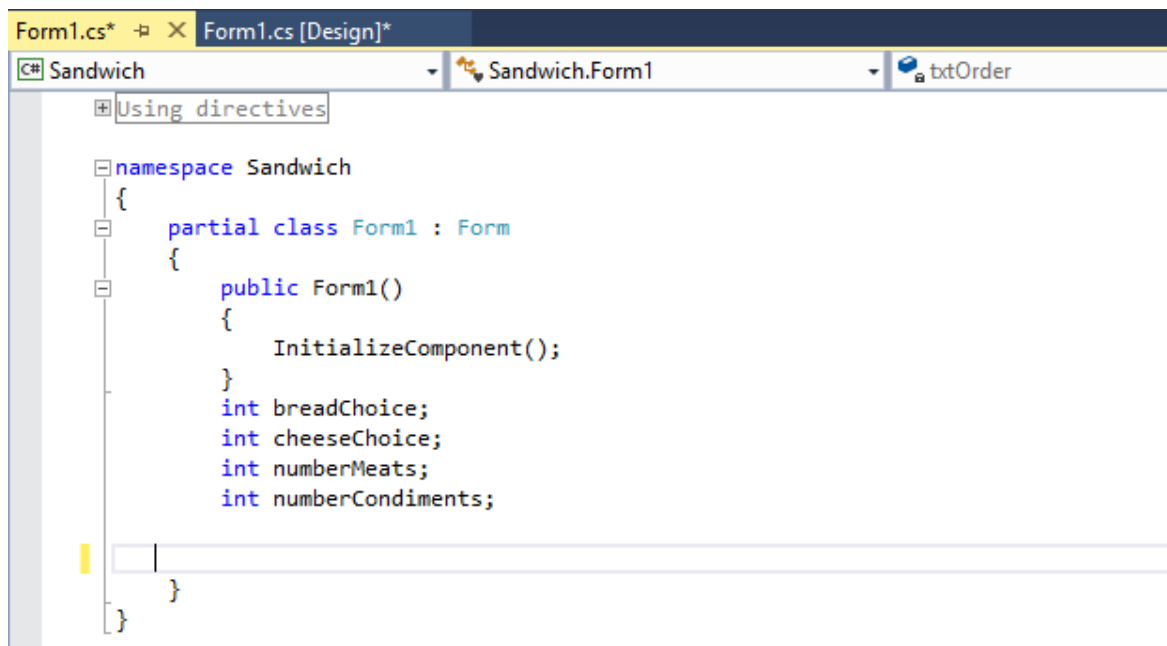 Form1.cs* Form1.cs [Design]*
C# Sandwich Sandwich.Form1 txtOrder
Using directives
namespace Sandwich
{
partial class Form1 : Form
{
public Form1()
{
InitializeComponent();
}
int breadChoice;
int cheeseChoice;
int numberMeats;
int numberCondiments;
}
}